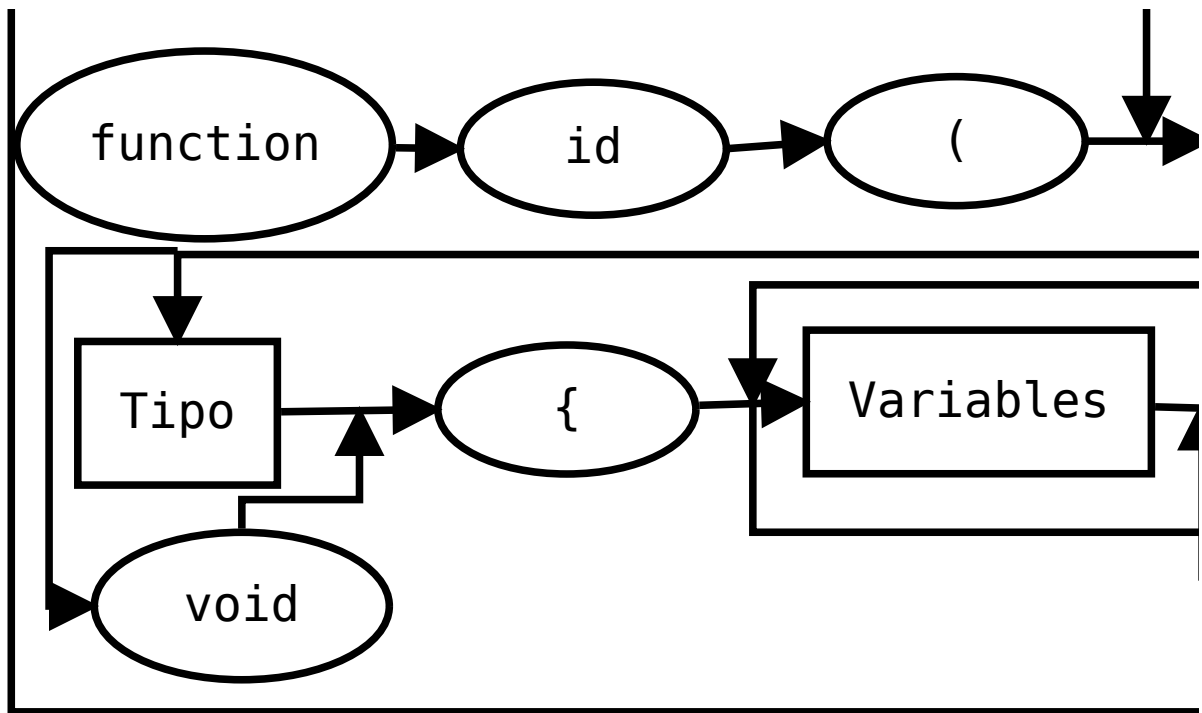 function id (
Tipo { Variables
void